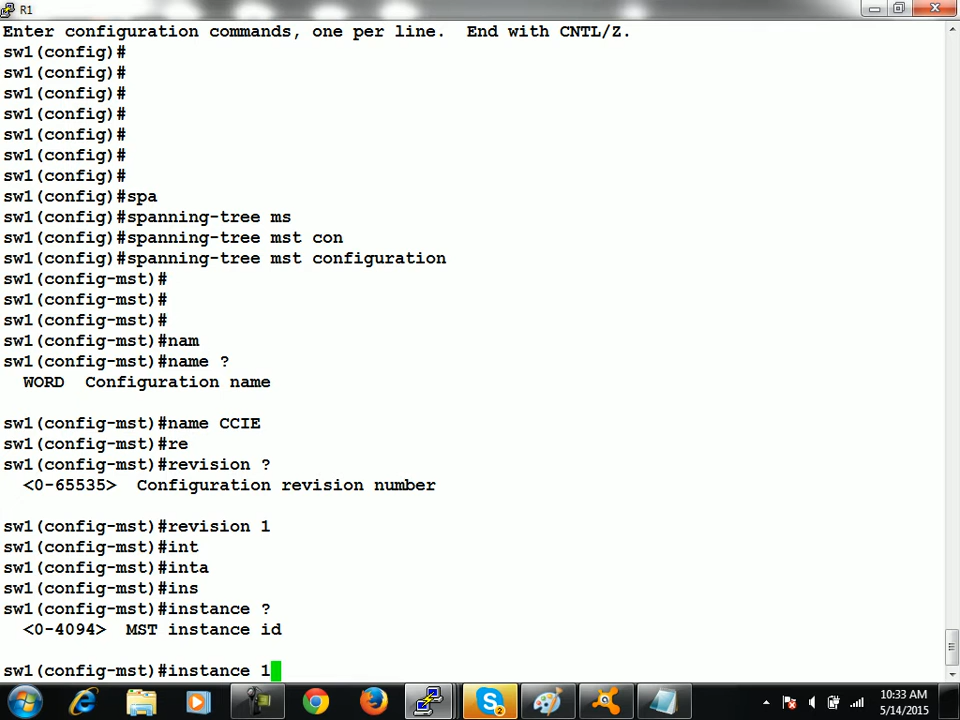 R1
Enter configuration commands, one per line.  End with CNTL/Z.
sw1(config)#
sw1(config)#
sw1(config)#
sw1(config)#
sw1(config)#
sw1(config)#
sw1(config)#
sw1(config)#spa
sw1(config)#spanning-tree ms
sw1(config)#spanning-tree mst con
sw1(config)#spanning-tree mst configuration
sw1(config-mst)#
sw1(config-mst)#
sw1(config-mst)#
sw1(config-mst)#nam
sw1(config-mst)#name ?
  WORD  Configuration name
sw1(config-mst)#name CCIE
sw1(config-mst)#re
sw1(config-mst)#revision ?
  <0-65535>  Configuration revision number
sw1(config-mst)#revision 1
sw1(config-mst)#int
sw1(config-mst)#inta
sw1(config-mst)#ins
sw1(config-mst)#instance ?
  <0-4094>  MST instance id
sw1(config-mst)#instance 1
2
10:33 AM
5/14/2015